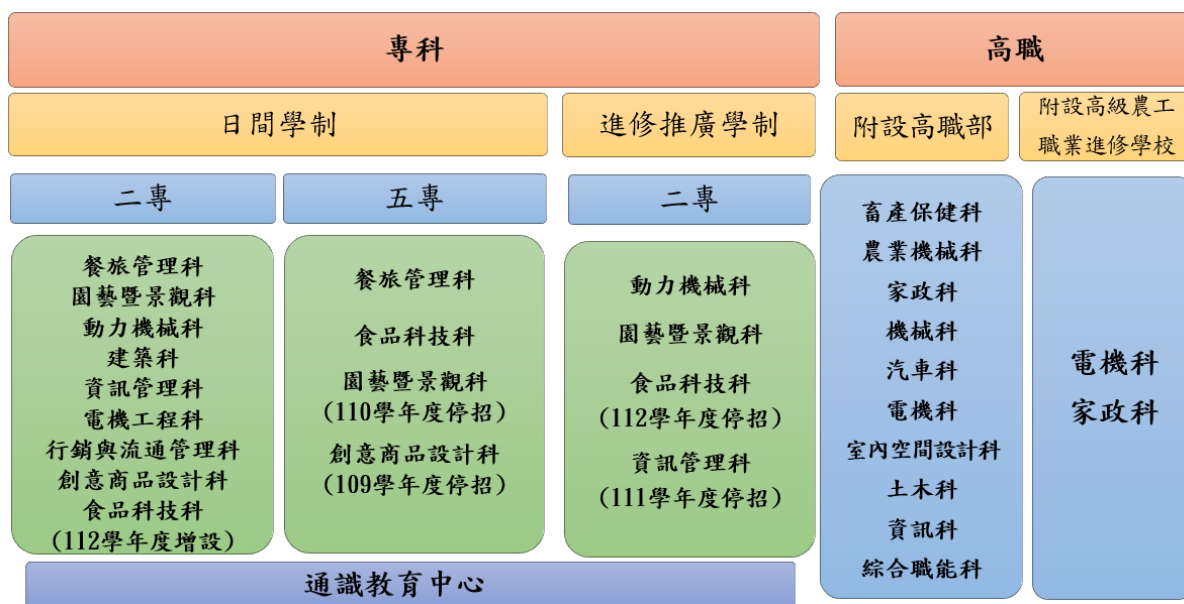 專科
高職
日間學制
進修推廣學制
附設高職部
附設高級農工
職業進修學校
二專
五專
二專
餐旅管理科
園藝暨景觀科
動力機械科
建築科
資訊管理科
電機工程科
行銷與流通管理科
創意商品設計科
食品科技科
(112學年度增設)
餐旅管理科
食品科技科
園藝暨景觀科
(110學年度停招)
創意商品設計科
(109學年度停招)
動力機械科
園藝暨景觀科
食品科技科
(112學年度停招)
資訊管理科
(111學年度停招)
畜產保健科
農業機械科
家政科
機械科
汽車科
電機科
室內空間設計科
土木科
資訊科
綜合職能科
電機科
家政科
通識教育中心